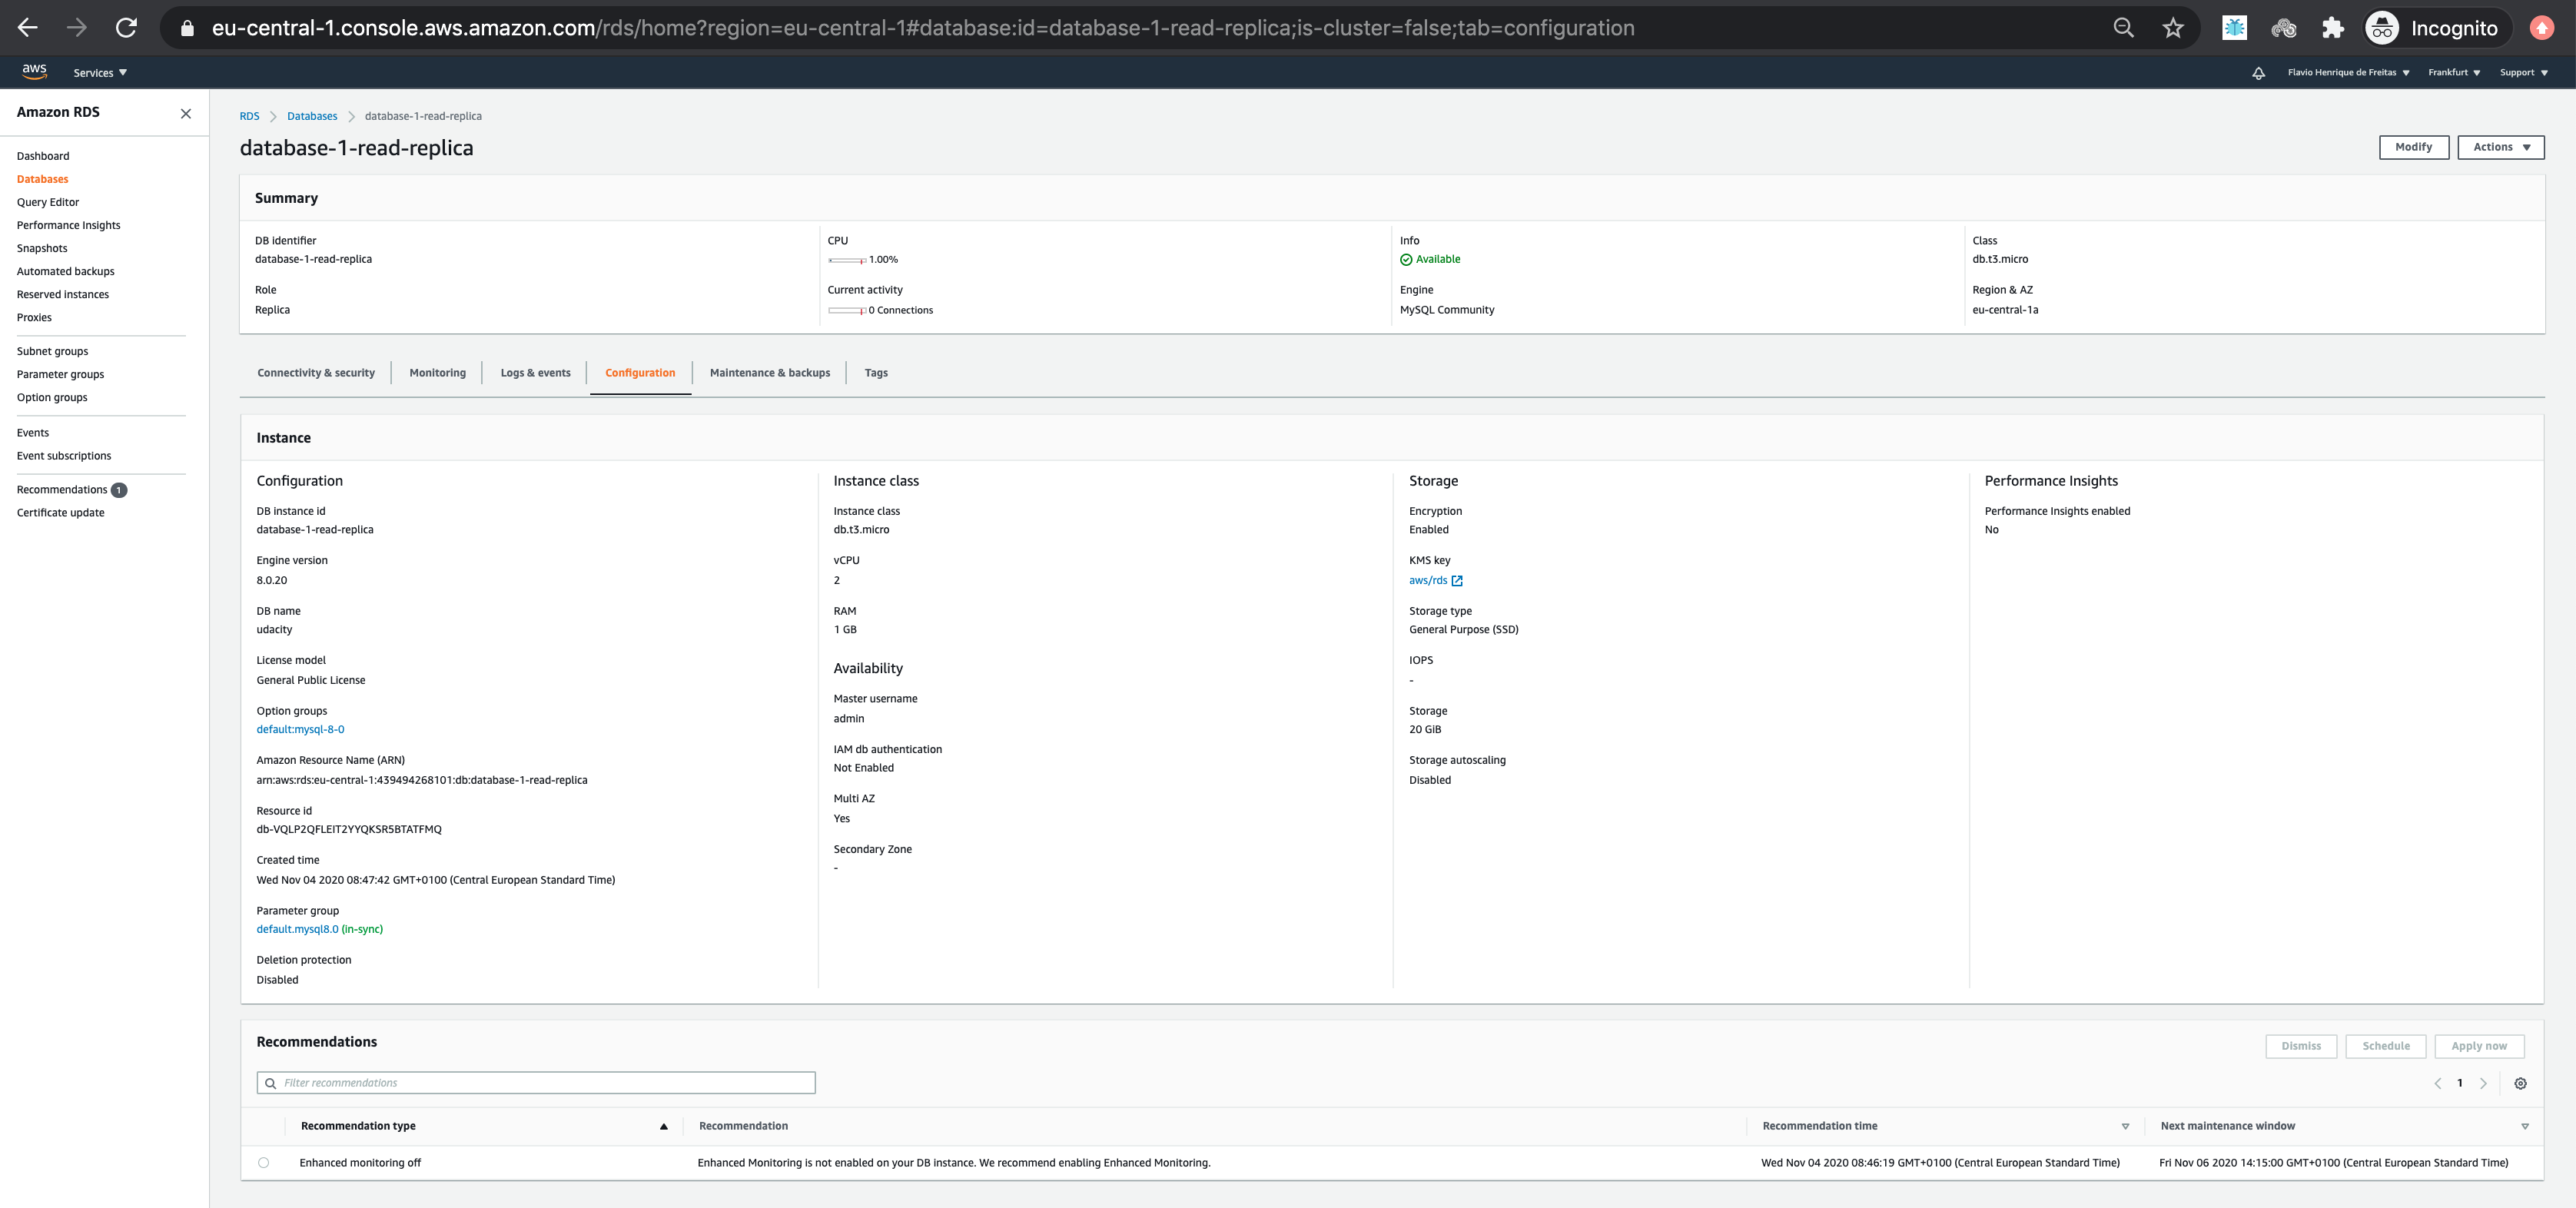 eu-central-1.console.aws.amazon.com/rds/home?region=eu-central-1#database:id=database-1-read-replica;is-cluster=false;tab=configuration
Incognito
aws
Services
Flavio Henrique de Freitas
Frankfurt
Support
Amazon RDS
Dashboard
Databases
Query Editor
Performance Insights
Snapshots
Automated backups
Reserved instances
Proxies
Subnet groups
Parameter groups
Option groups
Events
Event subscriptions
Recommendations 1
Certificate update
RDS > Databases > database-1-read-replica
database-1-read-replica
Modify
Actions
Summary
DB identifier
database-1-read-replica
Role
Replica
CPU
1.00%
Current activity
0 Connections
Info
Available
Engine
MySQL Community
Class
db.t3.micro
Region & AZ
eu-central-1a
Connectivity & security
Monitoring
Logs & events
Configuration
Maintenance & backups
Tags
Instance
Configuration
DB instance id
database-1-read-replica
Engine version
8.0.20
DB name
udacity
License model
General Public License
Option groups
default:mysql-8-0
Amazon Resource Name (ARN)
arn:aws:rds:eu-central-1:439494268101:db:database-1-read-replica
Resource id
db-VQLP2QFLEIT2YYQKSR5BTATFMQ
Created time
Wed Nov 04 2020 08:47:42 GMT+0100 (Central European Standard Time)
Parameter group
default.mysql8.0 (in-sync)
Deletion protection
Disabled
Instance class
Instance class
db.t3.micro
vCPU
2
RAM
1 GB
Availability
Master username
admin
IAM db authentication
Not Enabled
Multi AZ
Yes
Secondary Zone
-
Storage
Encryption
Enabled
KMS key
aws/rds
Storage type
General Purpose (SSD)
IOPS
-
Storage
20 GiB
Storage autoscaling
Disabled
Performance Insights
Performance Insights enabled
No
Recommendations
Dismiss
Schedule
Apply now
Filter recommendations
1
Recommendation type
Recommendation
Recommendation time
Next maintenance window
Enhanced monitoring off
Enhanced Monitoring is not enabled on your DB instance. We recommend enabling Enhanced Monitoring.
Wed Nov 04 2020 08:46:19 GMT+0100 (Central European Standard Time)
Fri Nov 06 2020 14:15:00 GMT+0100 (Central European Standard Time)